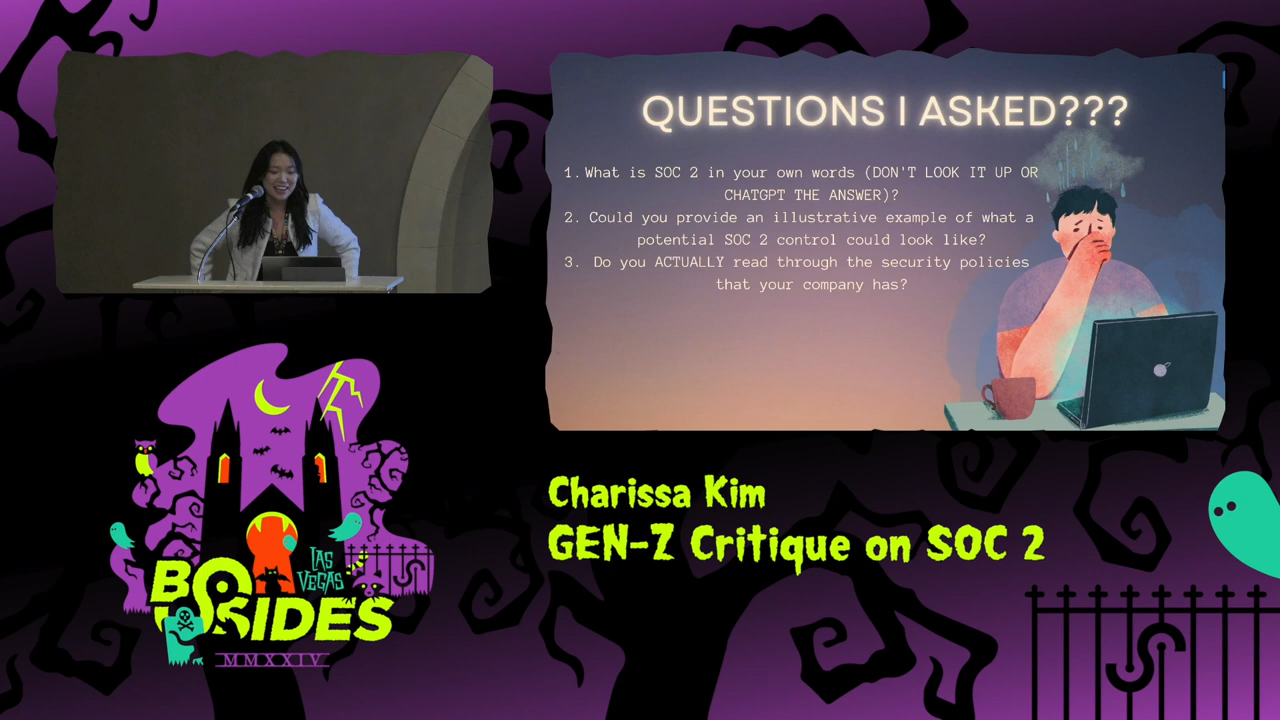 QUESTIONS I ASKED???
1. What is SOC 2 in your own words (DON'T LOOK IT UP OR
CHATGPT THE ANSWER)?
2. Could you provide an illustrative example of what a
potential SOC 2 control could look like?
3. Do you ACTUALLY read through the security policies
that your company has?
Charissa Kim
GEN-Z Critique on SOC 2
LAS
VEGAS
BSIDES
MMXXIV